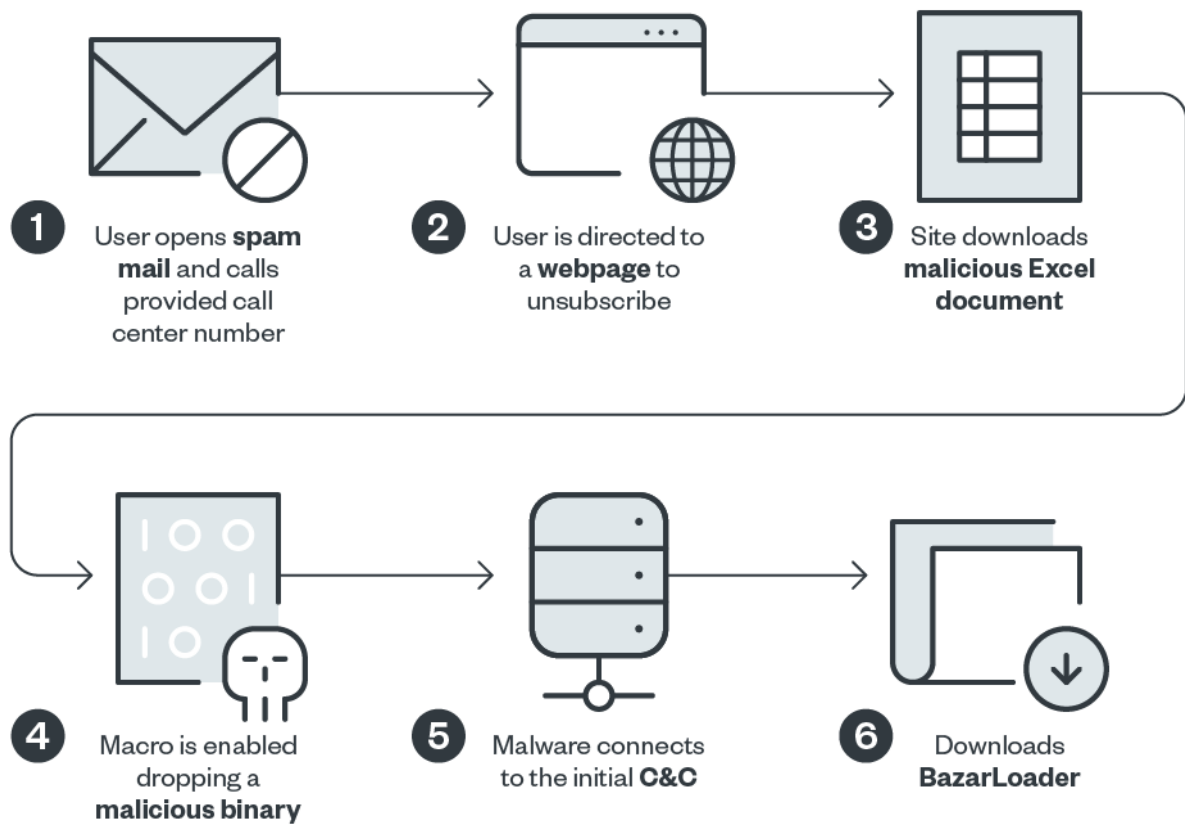 1
User opens spam
mail and calls
provided call
center number
2
User is directed to
a webpage to
unsubscribe
3
Site downloads
malicious Excel
document
4
Macro is enabled
dropping a
malicious binary
5
Malware connects
to the initial C&C
6
Downloads
BazarLoader